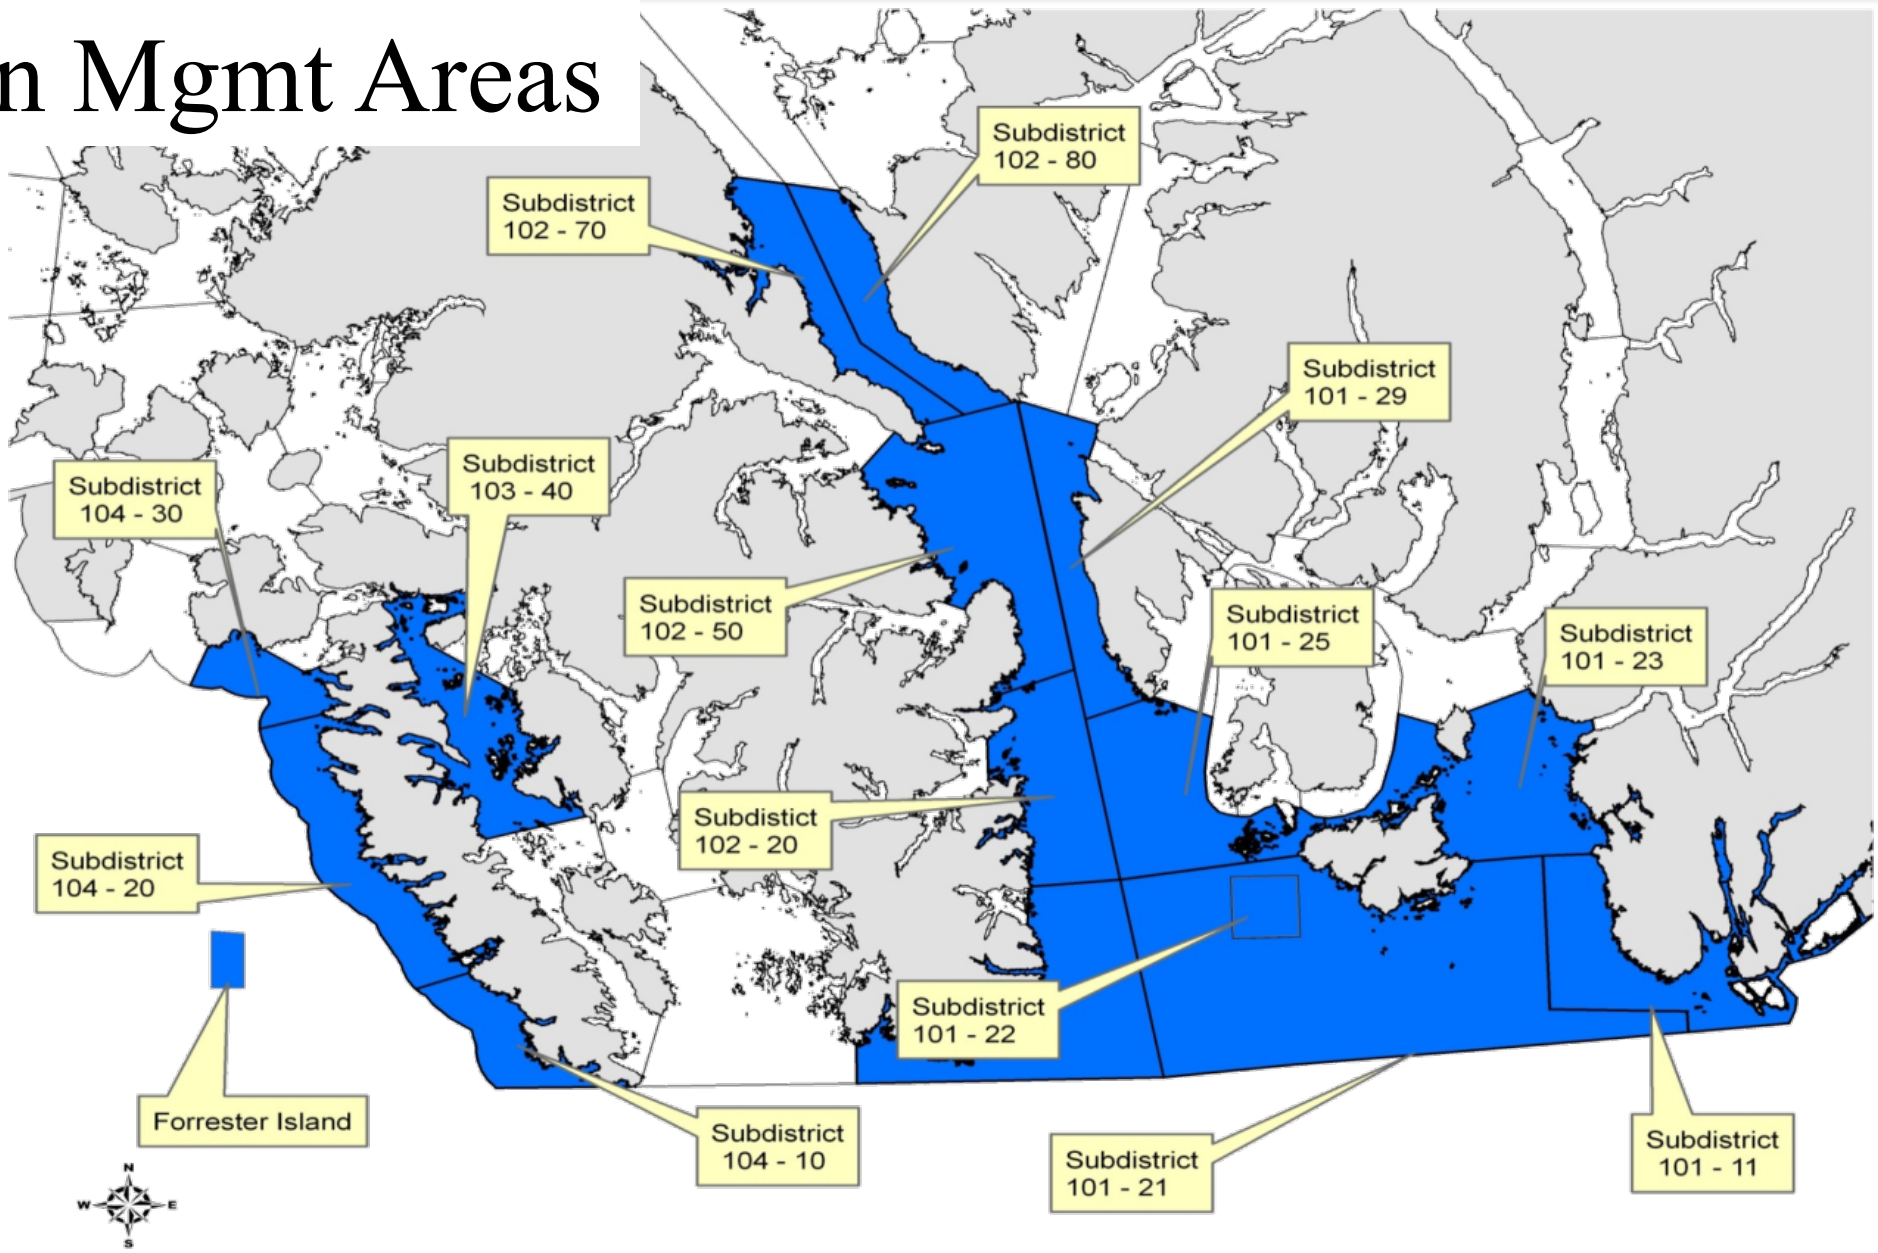 n Mgmt Areas
Subdistrict
102 - 80
Subdistrict
102 - 70
Subdistrict
101 - 29
Subdistrict
103 - 40
Subdistrict
104 - 30
Subdistrict
102 - 50
Subdistrict
101 - 25
Subdistrict
101 - 23
Subdistict
102 - 20
Subdistrict
104 - 20
Subdistrict
101 - 22
Forrester Island
Subdistrict
104 - 10
Subdistrict
101 - 21
Subdistrict
101 - 11
N
W
E
S